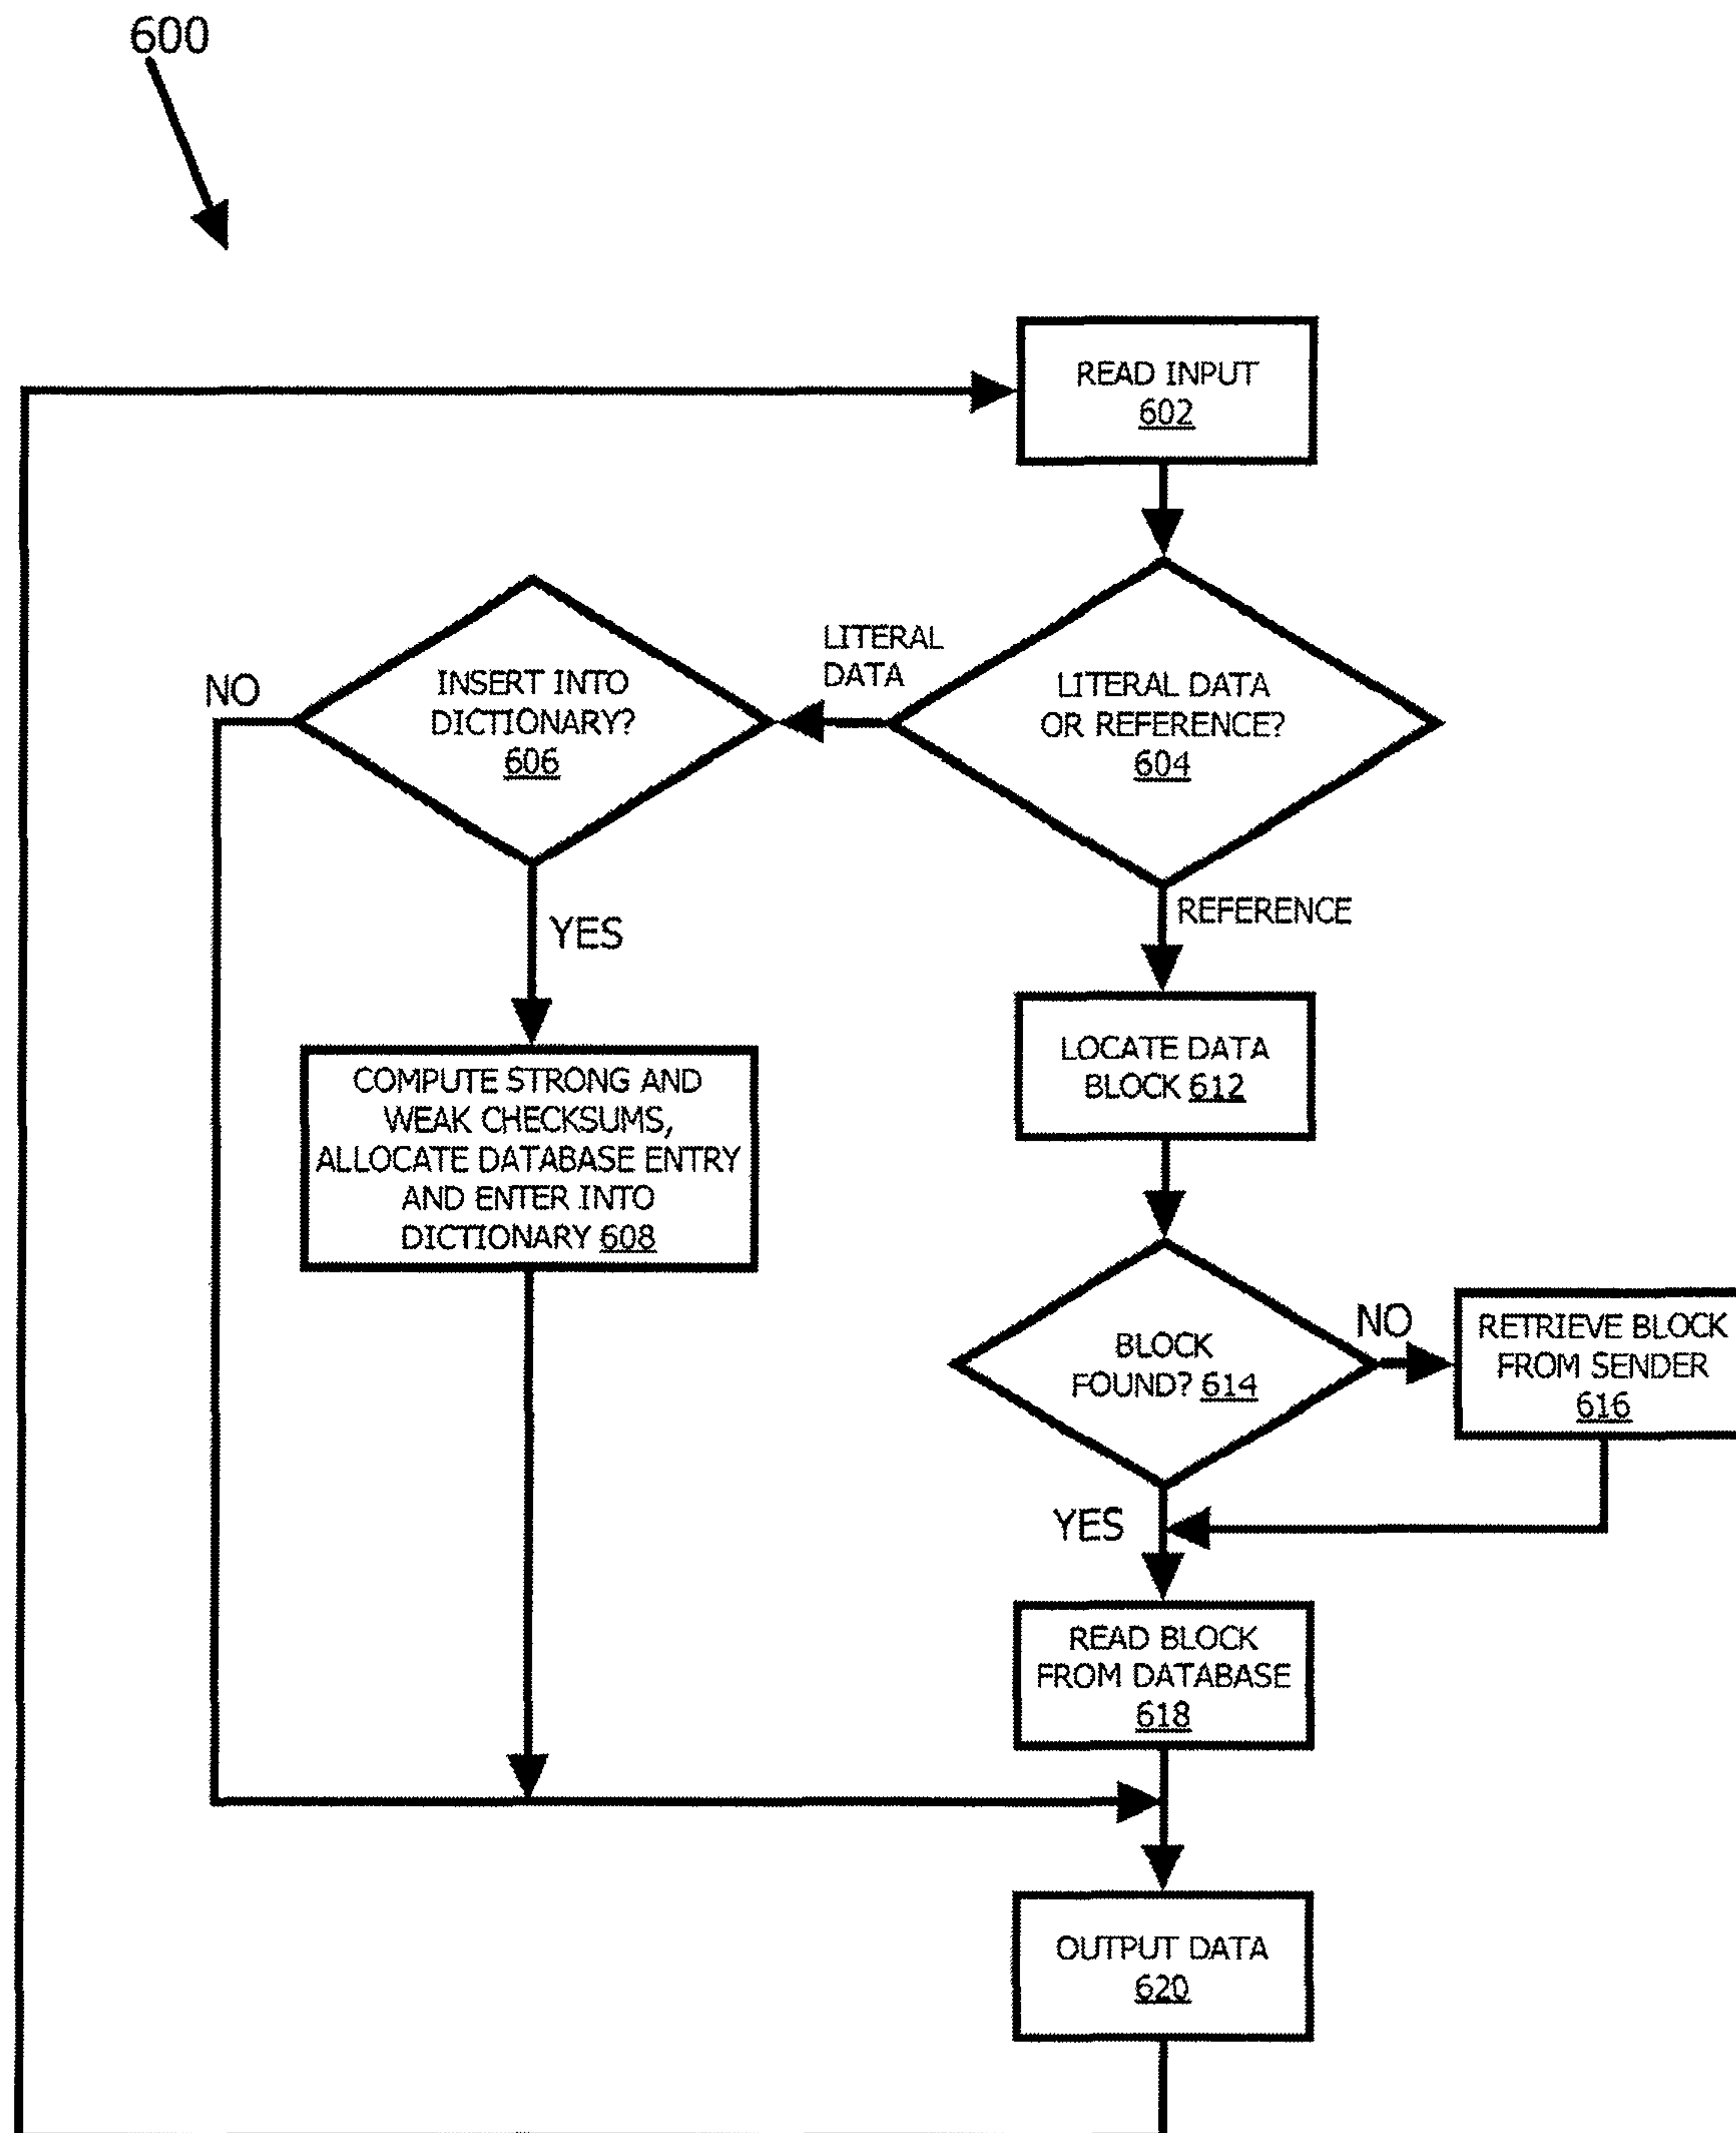 600
READ INPUT
602
LITERAL
DATA
LITERAL DATA
OR REFERENCE?
604
NO
INSERT INTO
DICTIONARY?
606
YES
REFERENCE
COMPUTE STRONG AND
WEAK CHECKSUMS,
ALLOCATE DATABASE ENTRY
AND ENTER INTO
DICTIONARY 608
LOCATE DATA
BLOCK 612
BLOCK
FOUND? 614
NO
RETRIEVE BLOCK
FROM SENDER
616
YES
READ BLOCK
FROM DATABASE
618
OUTPUT DATA
620